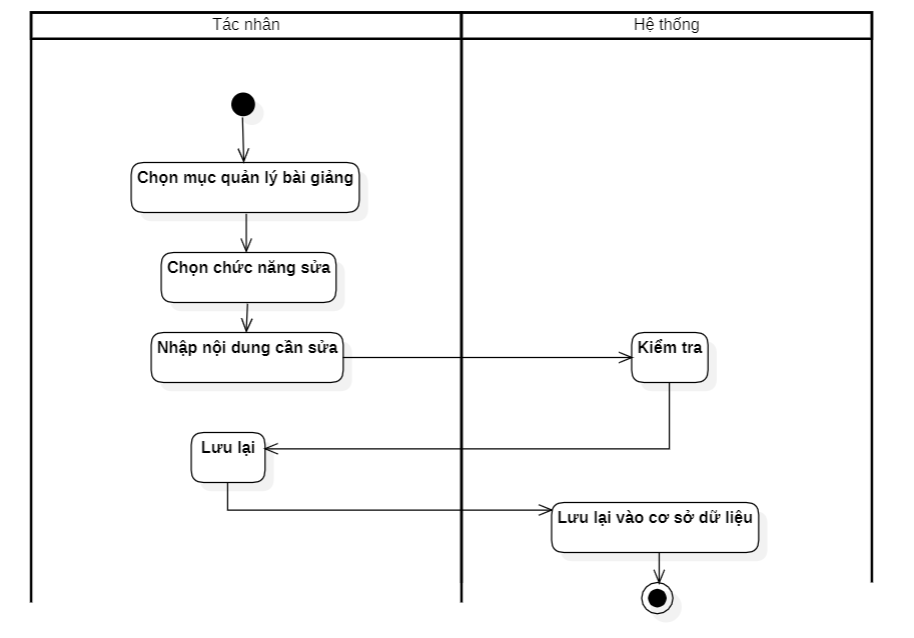 Tác nhân
Hệ thống
Chọn mục quản lý bài giảng
Chọn chức năng sửa
Nhập nội dung cần sửa
Kiểm tra
Lưu lại
Lưu lại vào cơ sở dữ liệu